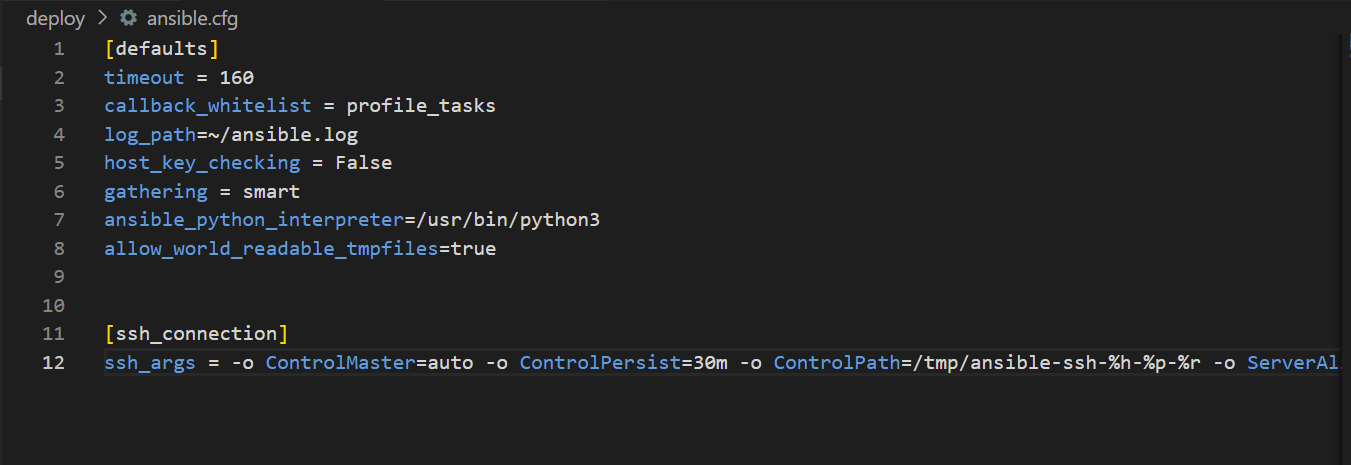 deploy > ansible.cfg
1 [defaults]
2 timeout = 160
3 callback_whitelist = profile_tasks
4 log_path=~/ansible.log
5 host_key_checking = False
6 gathering = smart
7 ansible_python_interpreter=/usr/bin/python3
8 allow_world_readable_tmpfiles=true
9
10
11 [ssh_connection]
12 ssh_args = -o ControlMaster=auto -o ControlPersist=30m -o ControlPath=/tmp/ansible-ssh-%h-%p-%r -o